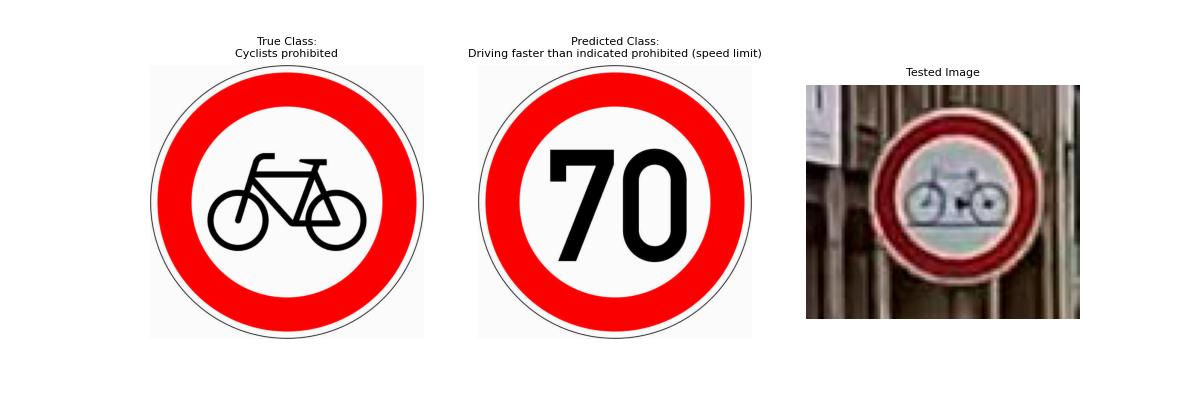 True Class:
Cyclists prohibited
Predicted Class:
Driving faster than indicated prohibited (speed limit)
Tested Image
70